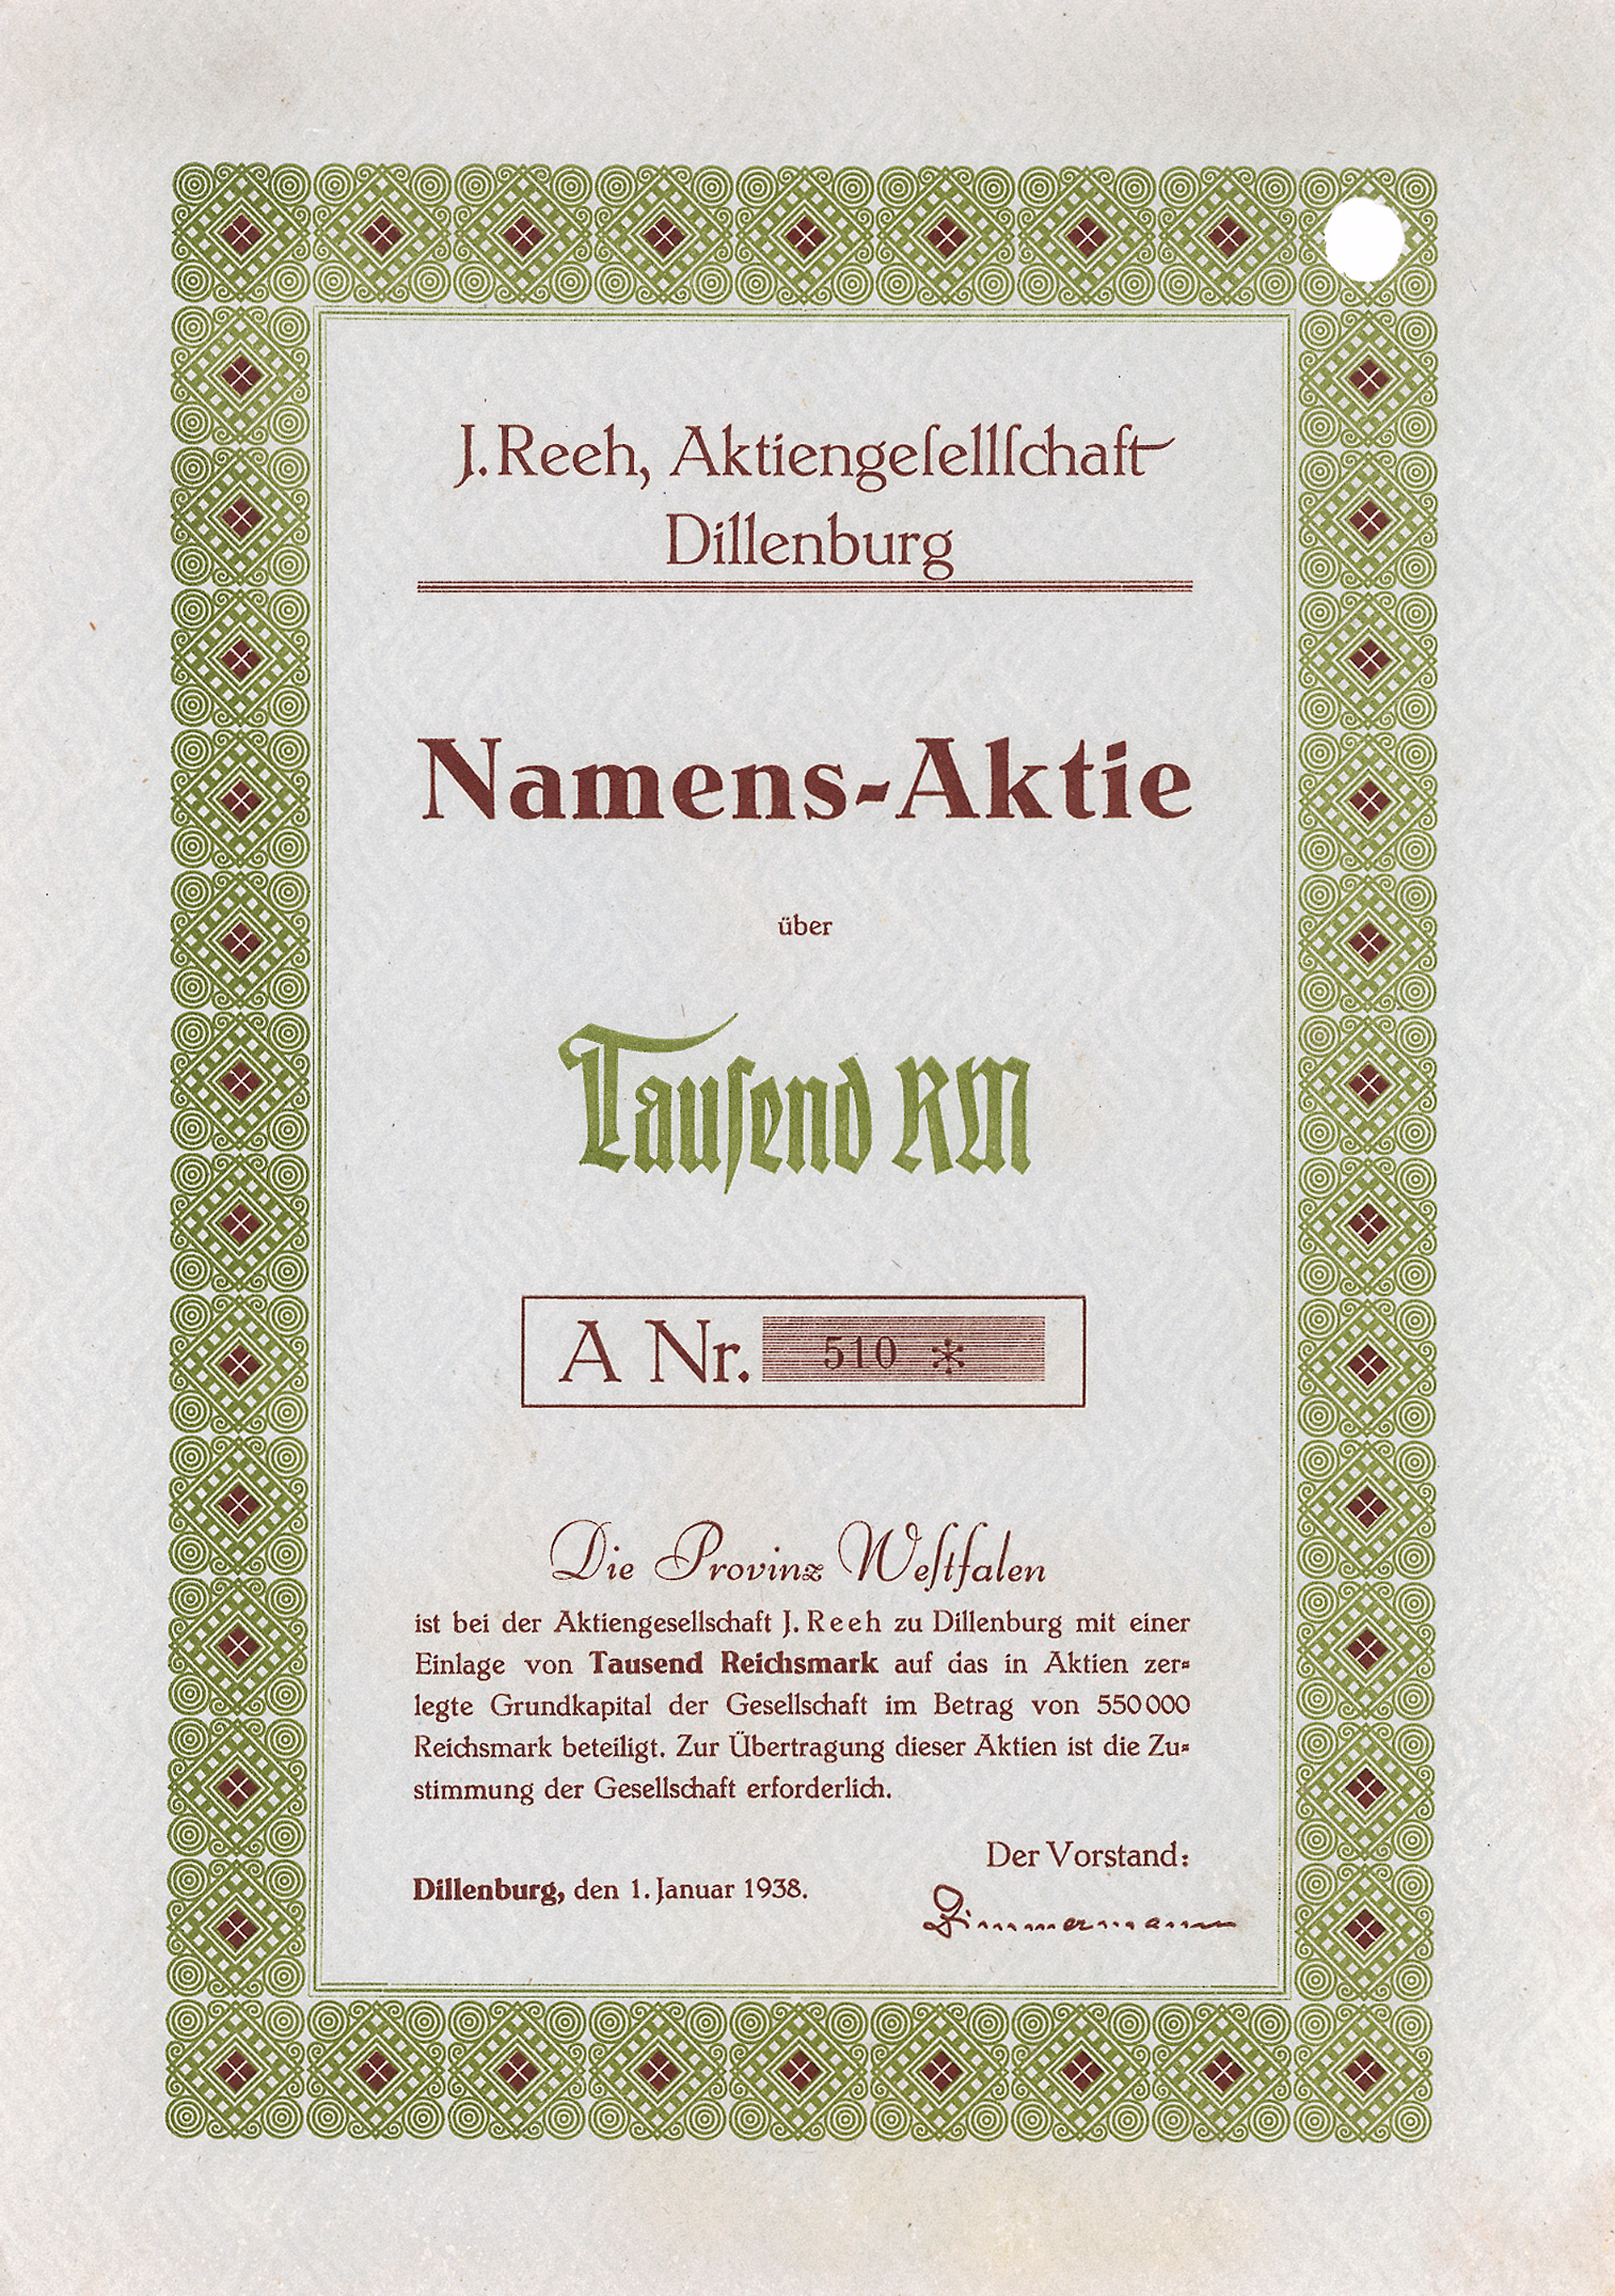 J. Reeh, Aktiengeſellſchaft
Dillenburg
Namens-Aktie
über
Tauſend RM
A Nr. 510 *
Die Provinz Weſtfalen
ist bei der Aktiengesellschaft J. Reeh zu Dillenburg mit einer
Einlage von Tausend Reichsmark auf das in Aktien zer-
legte Grundkapital der Gesellschaft im Betrag von 550 000
Reichsmark beteiligt. Zur Übertragung dieser Aktien ist die Zu-
stimmung der Gesellschaft erforderlich.
Der Vorstand:
Dillenburg, den 1. Januar 1938.
Zimmermann